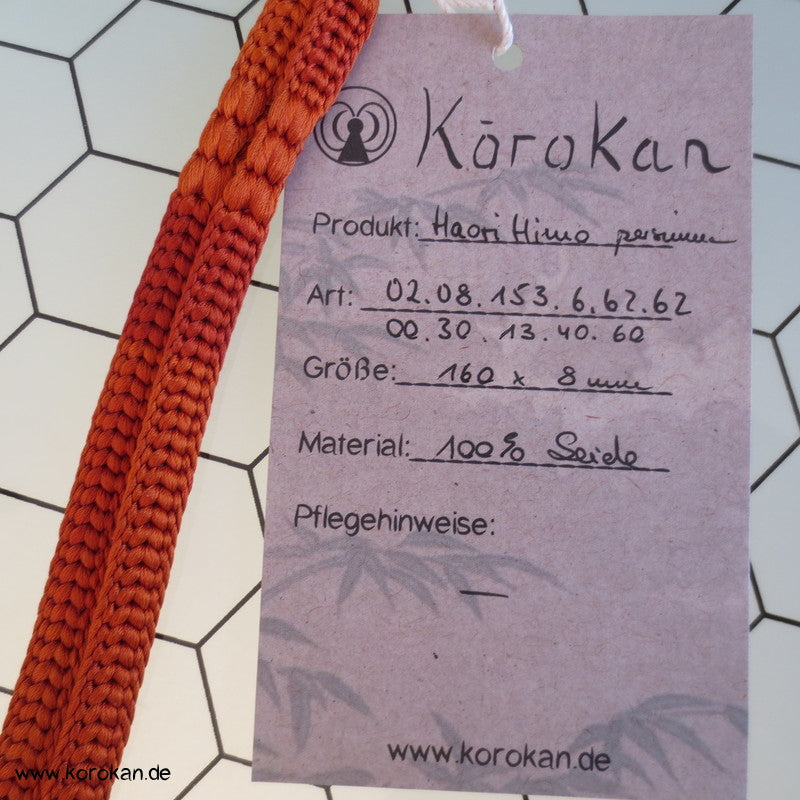 Kōrokan
Produkt: Haori Himo persimmon
Art: 02.08.153.6.62.62
00.30.13.40.60
Größe: 160 x 8 mm
Material: 100% Seide
Pflegehinweise:
—
www.korokan.de
www.korokan.de